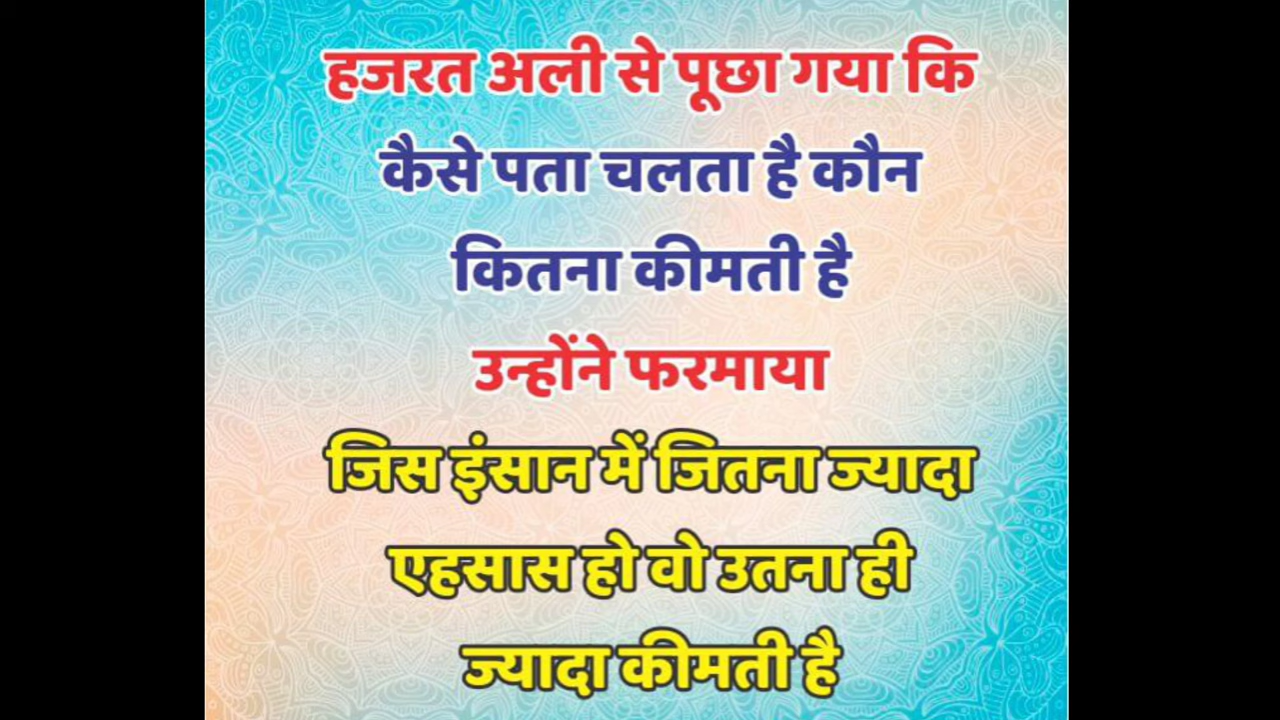 हजरत अली से पूछा गया कि
कैसे पता चलता है कौन
कितना कीमती है
उन्होंने फरमाया
जिस इंसान में जितना ज्यादा
एहसास हो वो उतना ही
ज्यादा कीमती है